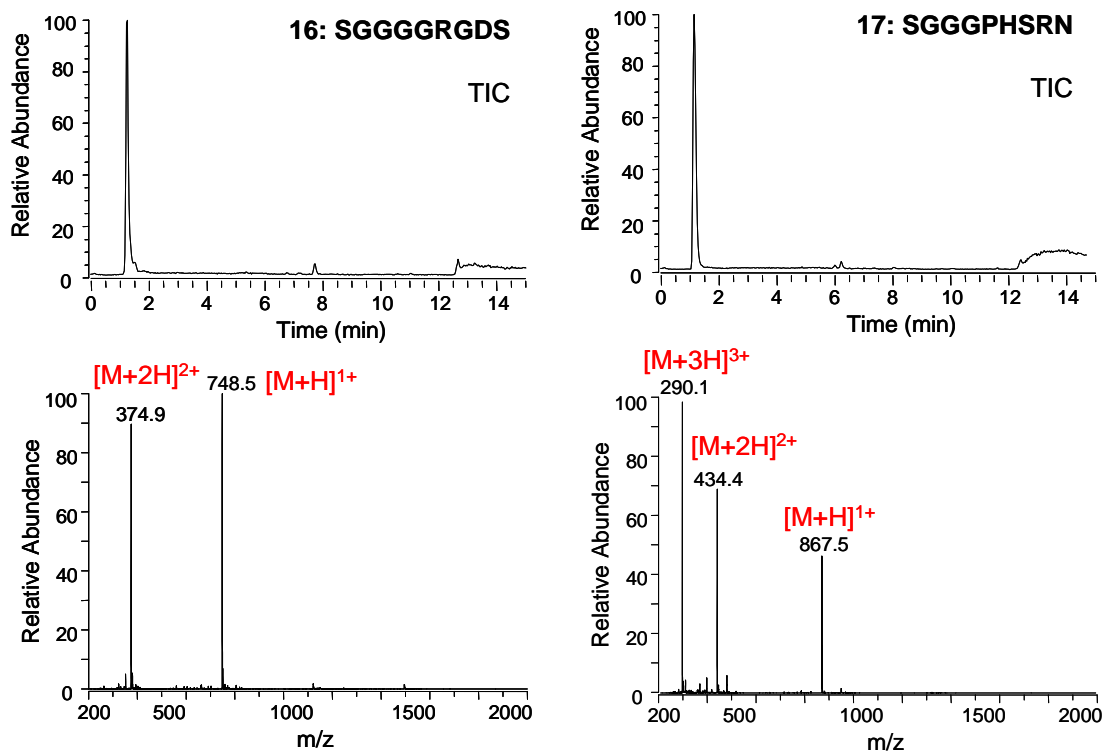 16: SGGGGRGDS
TIC
Relative Abundance
100
80
60
40
20
0
0 2 4 6 8 10 12 14
Time (min)
17: SGGGPHSRN
TIC
Relative Abundance
100
80
60
40
20
0
0 2 4 6 8 10 12 14
Time (min)
[M+2H]2+
374.9
748.5 [M+H]1+
Relative Abundance
100
80
60
40
20
0
200 500 1000 1500 2000
m/z
[M+3H]3+
290.1
[M+2H]2+
434.4
[M+H]1+
867.5
Relative Abundance
100
80
60
40
20
0
200 500 1000 1500 2000
m/z